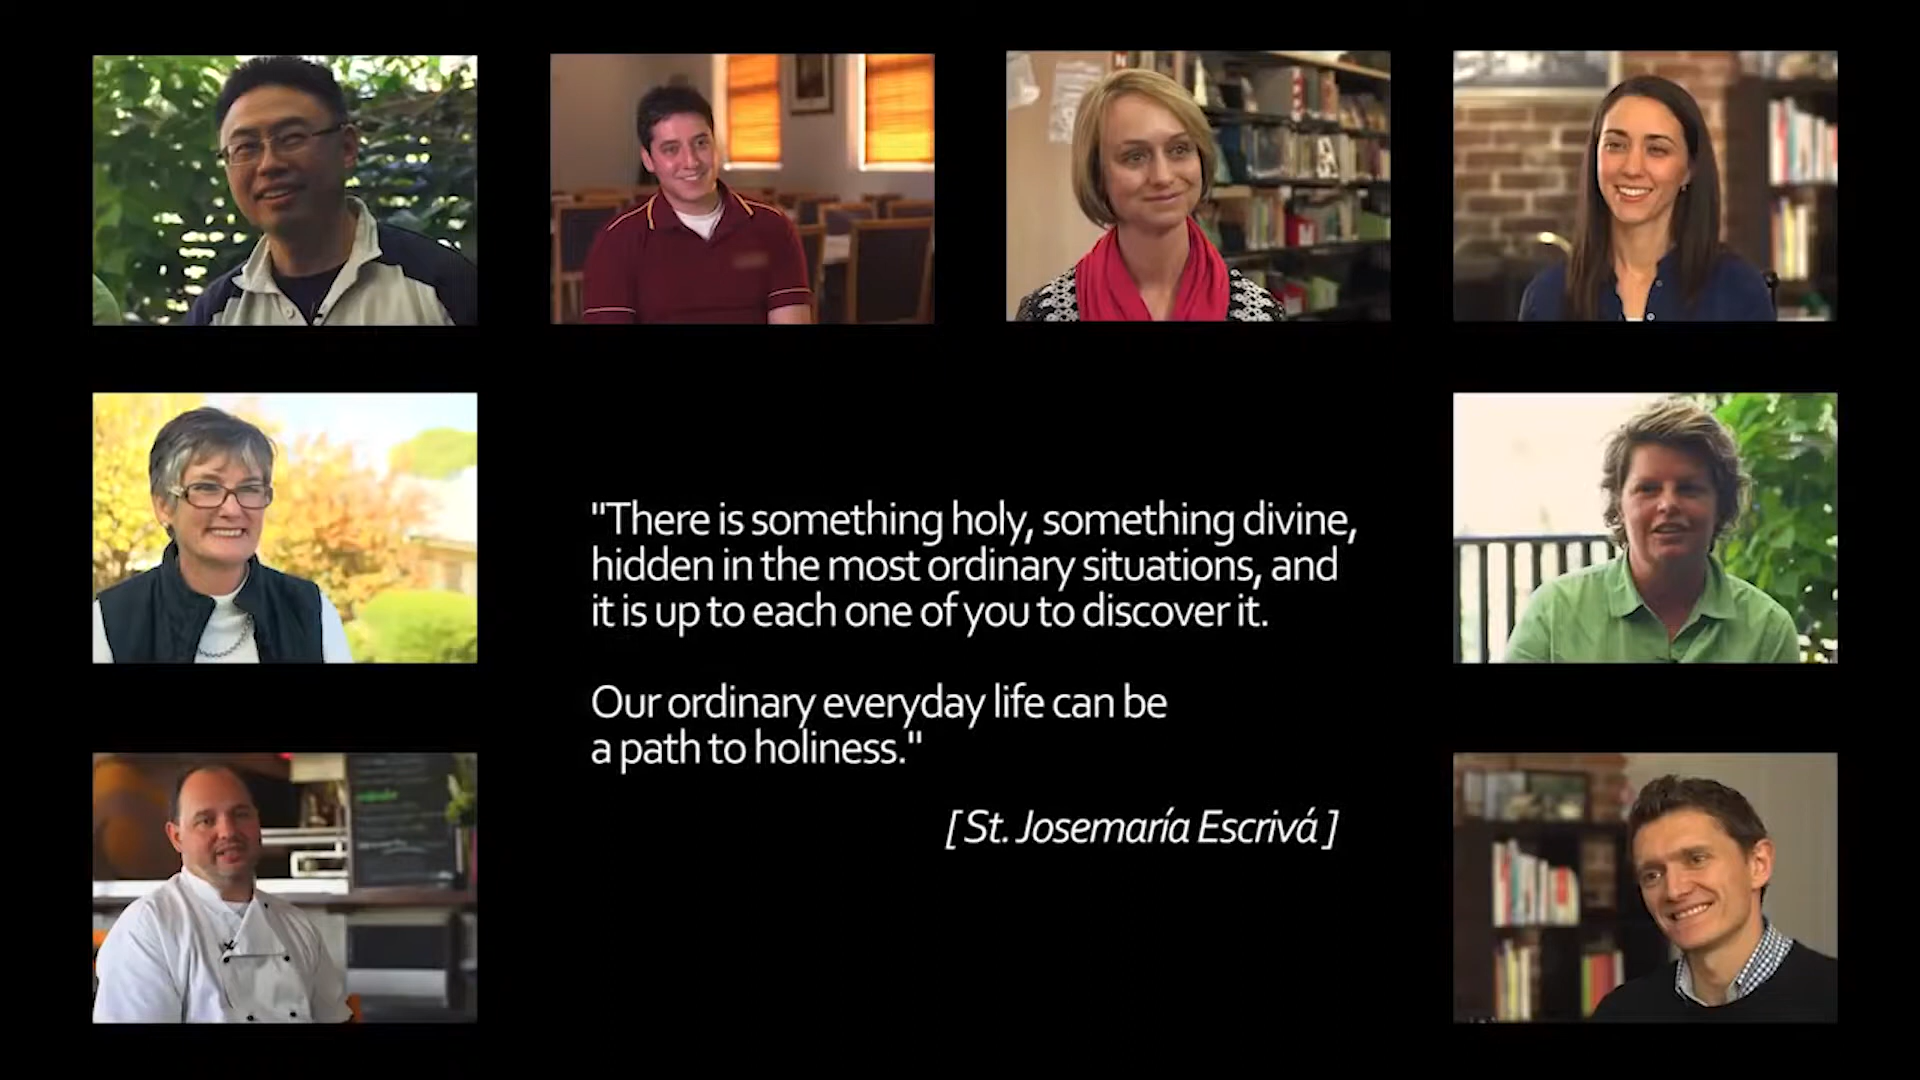 "There is something holy, something divine,
hidden in the most ordinary situations, and
it is up to each one of you to discover it.
Our ordinary everyday life can be
a path to holiness."
[ St. Josemaría Escrivá ]